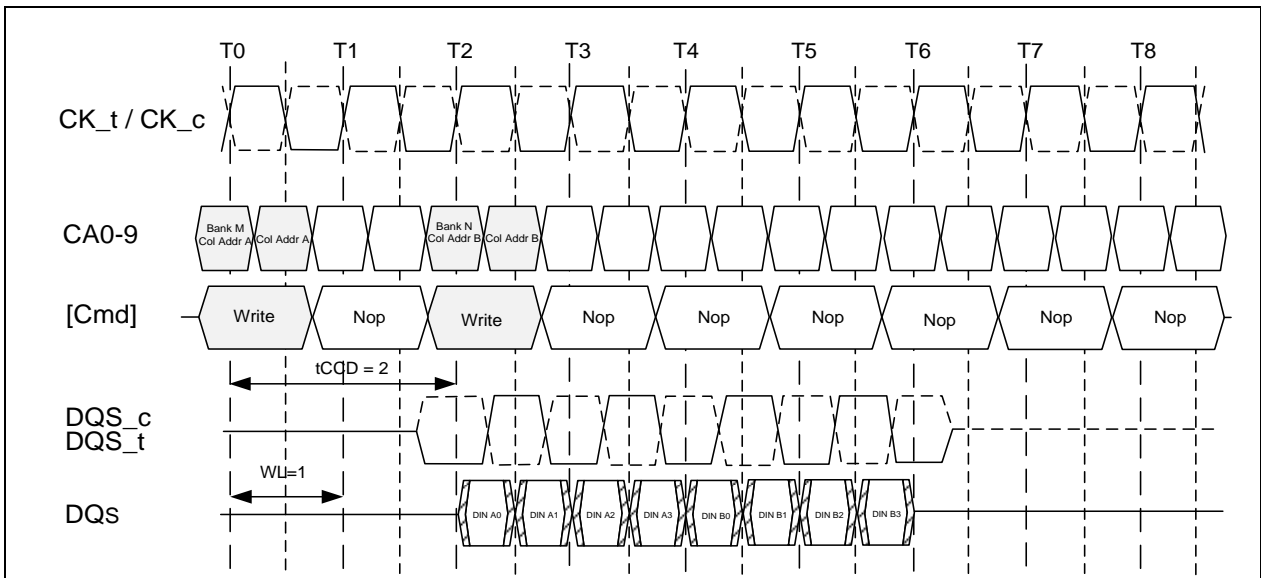 T0 T1 T2 T3 T4 T5 T6 T7 T8
CK_t / CK_c
CA0-9
Bank M
Col Addr A
Col Addr A
Bank N
Col Addr B
Col Addr B
[Cmd]
Write Nop Write Nop Nop Nop Nop Nop Nop
tCCD = 2
DQS_c
DQS_t
WL=1
DQs
DIN A0 DIN A1 DIN A2 DIN A3 DIN B0 DIN B1 DIN B2 DIN B3